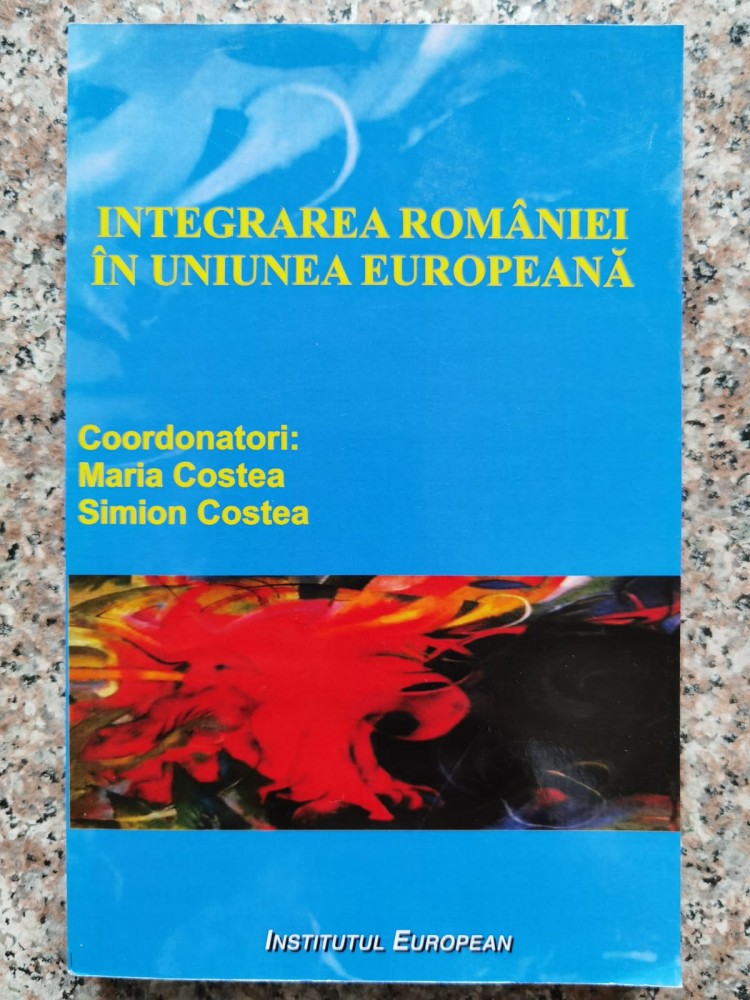 INTEGRAREA ROMÂNIEI
ÎN UNIUNEA EUROPEANĂ
Coordonatori:
Maria Costea
Simion Costea
INSTITUTUL EUROPEAN